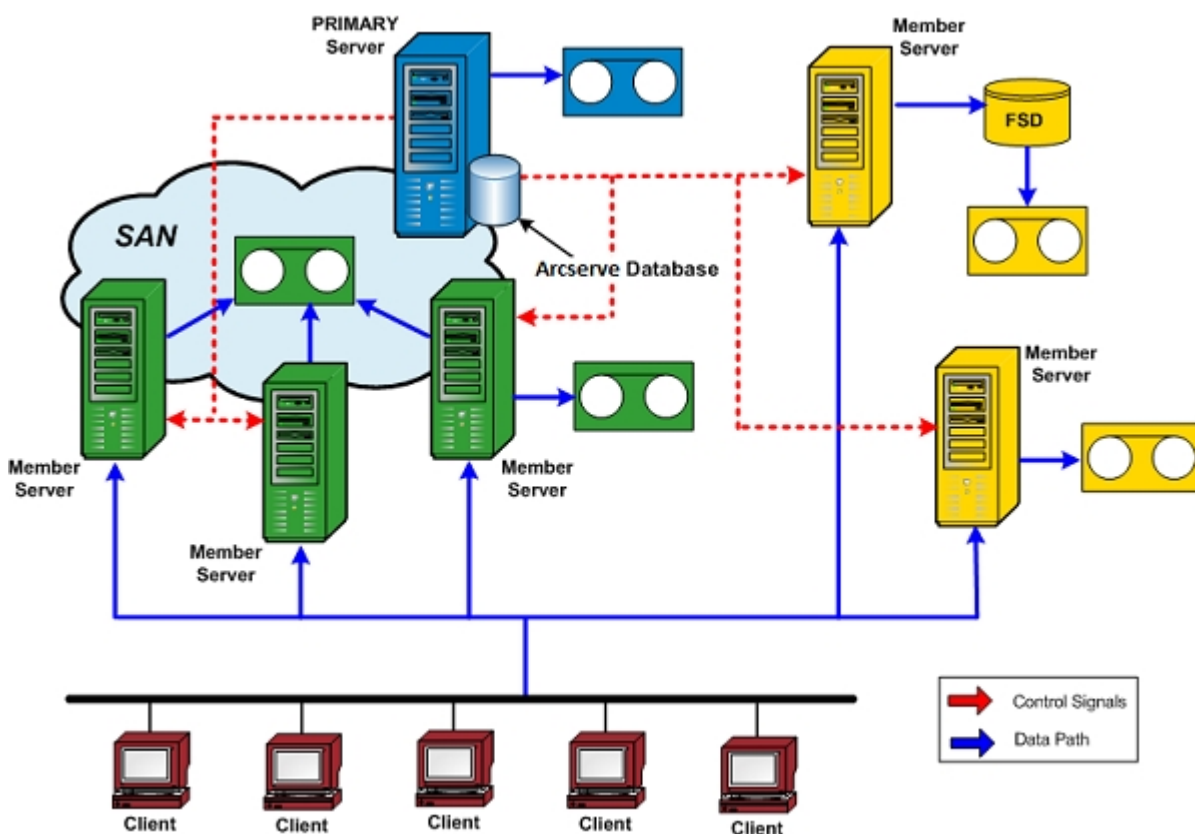 PRIMARY
Server
Member
Server
FSD
SAN
Arcserve Database
Member
Server
Member
Server
Member
Server
Member
Server
Control Signals
Data Path
Client
Client
Client
Client
Client